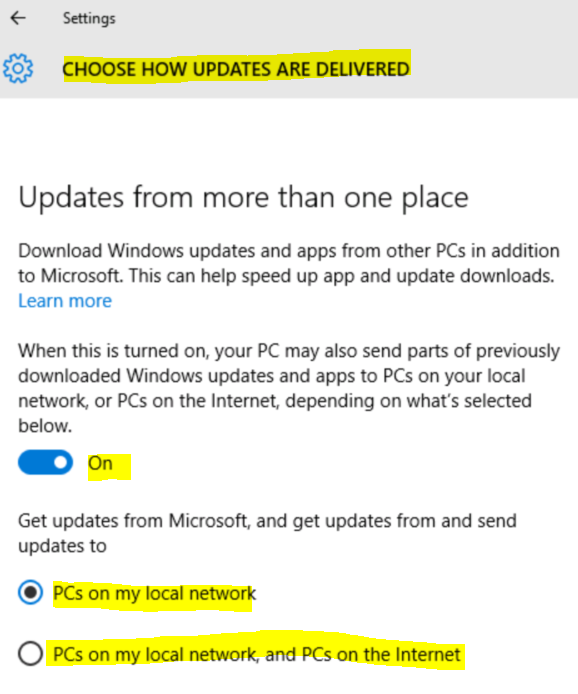 Settings
CHOOSE HOW UPDATES ARE DELIVERED
Updates from more than one place
Download Windows updates and apps from other PCs in addition
to Microsoft. This can help speed up app and update downloads.
Learn more
When this is turned on, your PC may also send parts of previously
downloaded Windows updates and apps to PCs on your local
network, or PCs on the Internet, depending on what's selected
below.
On
Get updates from Microsoft, and get updates from and send
updates to
PCs on my local network
PCs on my local network, and PCs on the Internet